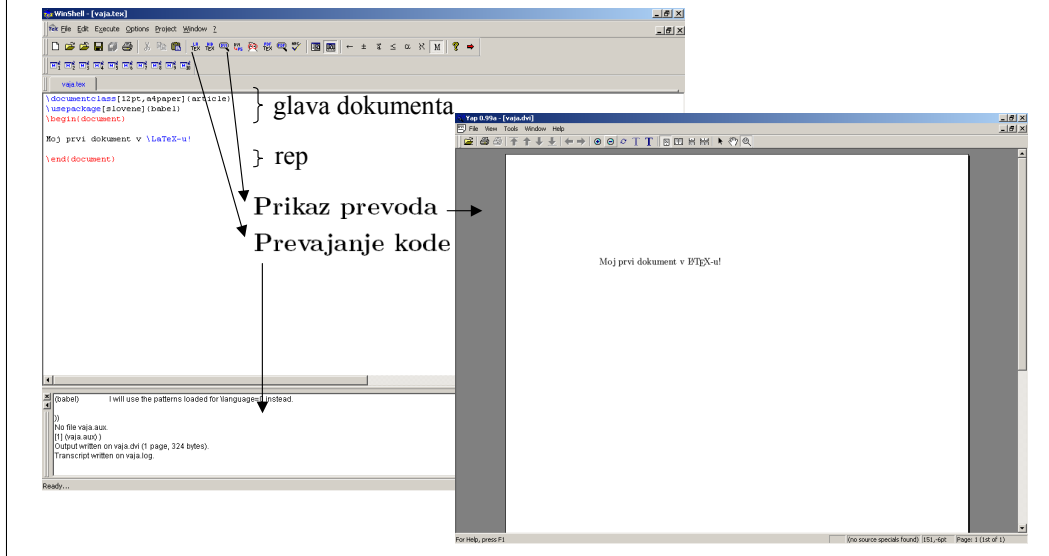 WinShell - [vaja.tex]
File Edit Execute Options Project Window ?
vaja.tex
\documentclass[12pt,a4paper]{article}
\usepackage[slovene]{babel}
\begin{document}
Moj prvi dokument v \LaTeX-u!
\end{document}
} glava dokumenta
} rep
Prikaz prevoda
Prevajanje kode
(babel) I will use the patterns loaded for \language=0 instead.
))
No file vaja.aux.
[1] (vaja.aux) )
Output written on vaja.dvi (1 page, 324 bytes).
Transcript written on vaja.log.
Ready...
Yap 0.99a - [vaja.dvi]
File View Tools Window Help
Moj prvi dokument v LATEX-u!
For Help, press F1
(no source specials found) 151,-6pt Page: 1 (1st of 1)